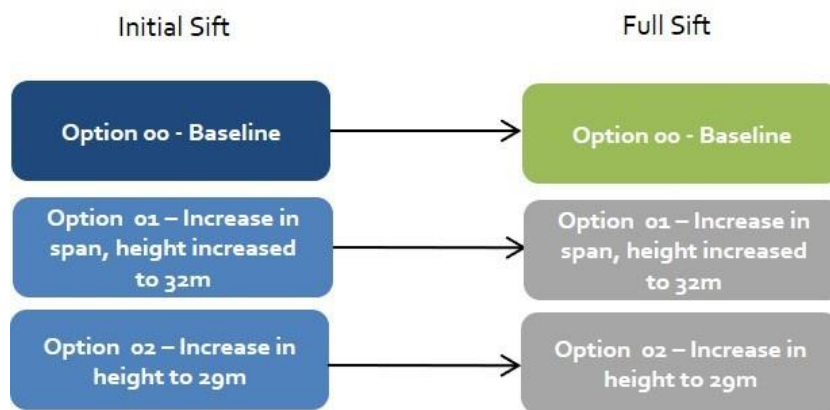 Initial Sift
Full Sift
Option 00 - Baseline
Option 00 - Baseline
Option 01 – Increase in
span, height increased
to 32m
Option 01 – Increase in
span, height increased
to 32m
Option 02 – Increase in
height to 29m
Option 02 – Increase in
height to 29m